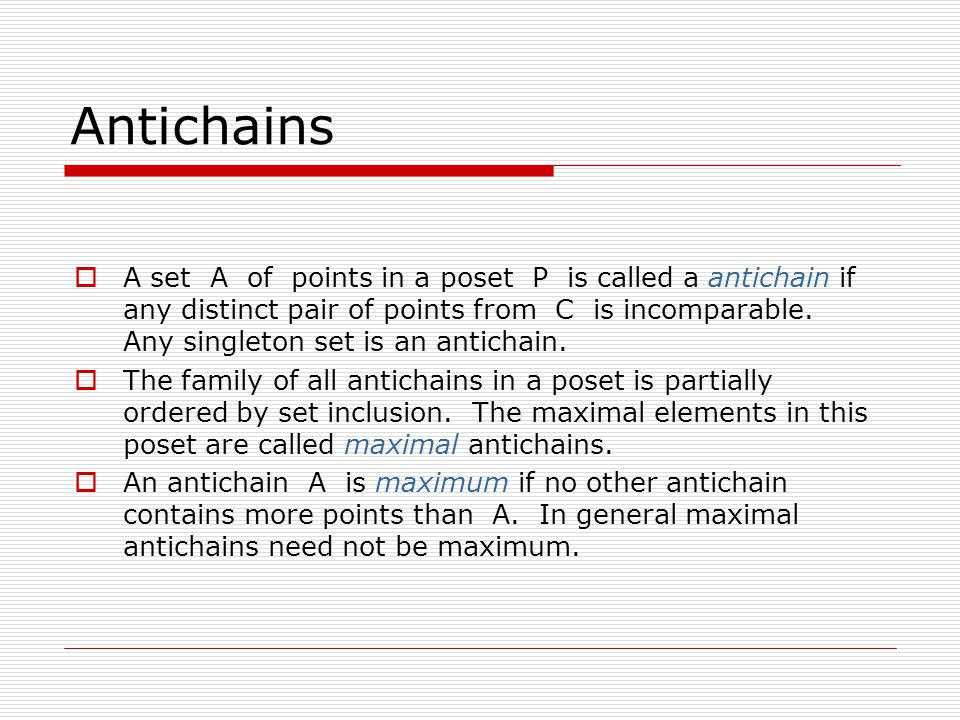 Antichains
A set A of points in a poset P is called a antichain if
any distinct pair of points from C is incomparable.
Any singleton set is an antichain.
The family of all antichains in a poset is partially
ordered by set inclusion. The maximal elements in this
poset are called maximal antichains.
An antichain A is maximum if no other antichain
contains more points than A. In general maximal
antichains need not be maximum.